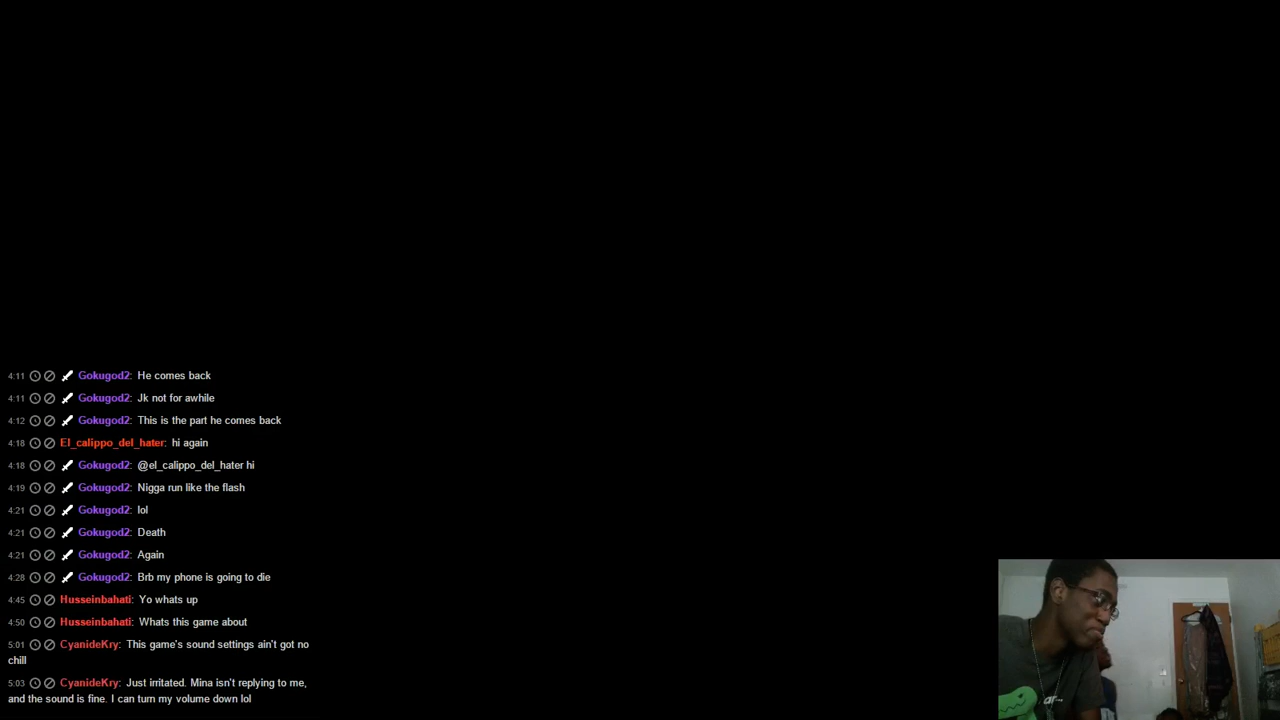 4:11 Gokugod2: He comes back
4:11 Gokugod2: Jk not for awhile
4:12 Gokugod2: This is the part he comes back
4:18 El_calippo_del_hater: hi again
4:18 Gokugod2: @el_calippo_del_hater hi
4:19 Gokugod2: Nigga run like the flash
4:21 Gokugod2: lol
4:21 Gokugod2: Death
4:21 Gokugod2: Again
4:28 Gokugod2: Brb my phone is going to die
4:45 Husseinbahati: Yo whats up
4:50 Husseinbahati: Whats this game about
5:01 CyanideKry: This game's sound settings ain't got no
chill
5:03 CyanideKry: Just irritated. Mina isn't replying to me,
and the sound is fine. I can turn my volume down lol